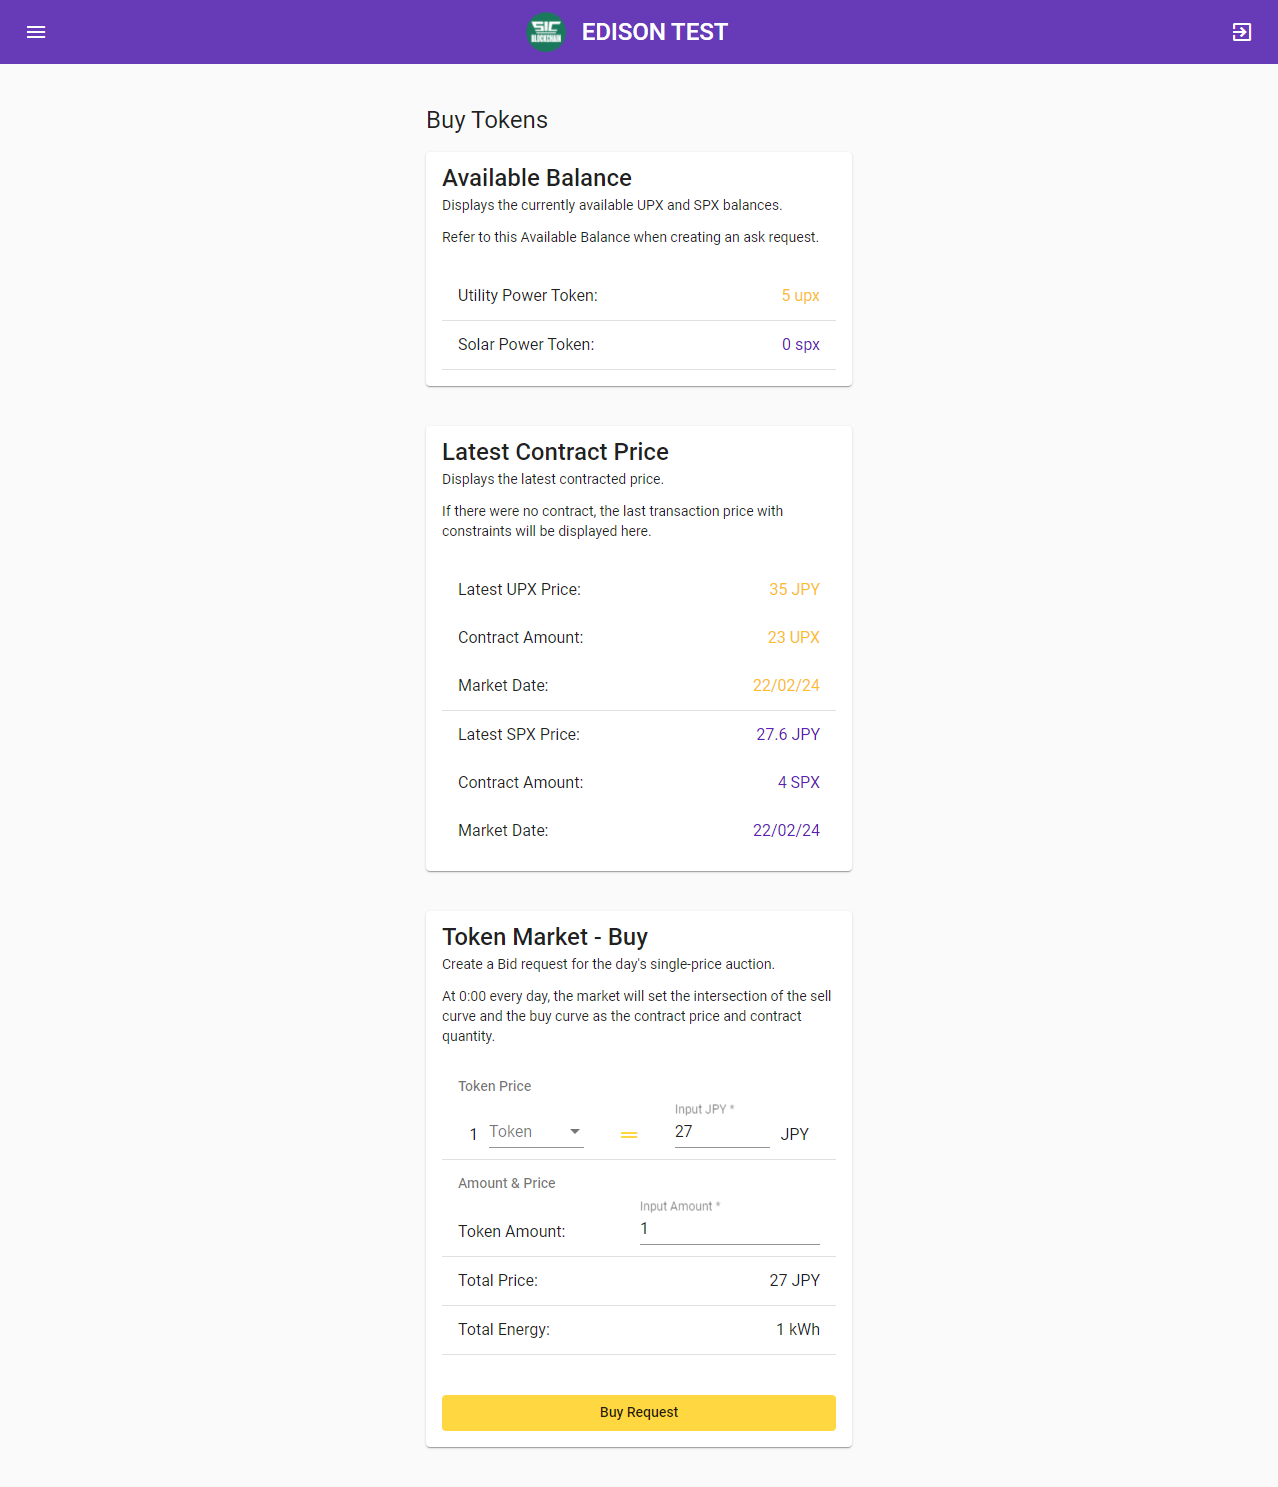 SIC
BLOCKCHAIN
EDISON TEST
Buy Tokens
Available Balance
Displays the currently available UPX and SPX balances.
Refer to this Available Balance when creating an ask request.
Utility Power Token: 5 upx
Solar Power Token: 0 spx
Latest Contract Price
Displays the latest contracted price.
If there were no contract, the last transaction price with
constraints will be displayed here.
Latest UPX Price: 35 JPY
Contract Amount: 23 UPX
Market Date: 22/02/24
Latest SPX Price: 27.6 JPY
Contract Amount: 4 SPX
Market Date: 22/02/24
Token Market - Buy
Create a Bid request for the day's single-price auction.
At 0:00 every day, the market will set the intersection of the sell
curve and the buy curve as the contract price and contract
quantity.
Token Price
Input JPY *
1 Token = 27 JPY
Amount & Price
Input Amount *
Token Amount: 1
Total Price: 27 JPY
Total Energy: 1 kWh
Buy Request